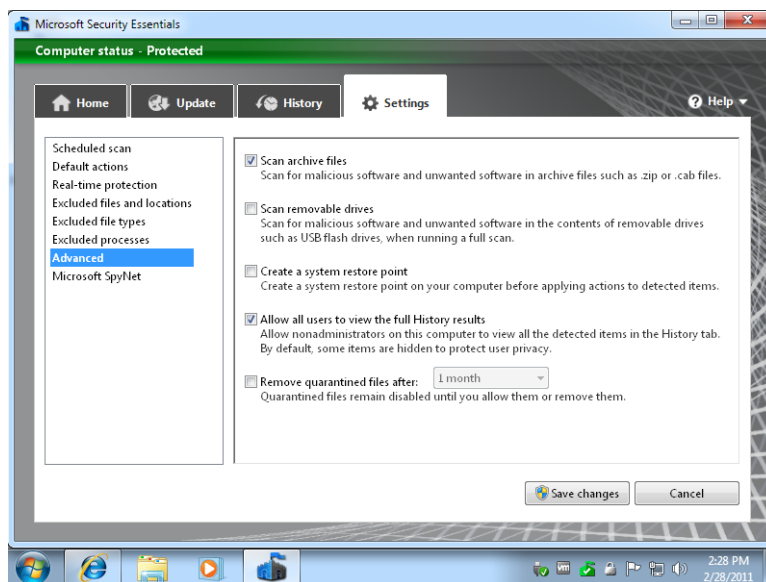 Microsoft Security Essentials
Computer status - Protected
Home
Update
History
Settings
Help
Scheduled scan
Default actions
Real-time protection
Excluded files and locations
Excluded file types
Excluded processes
Advanced
Microsoft SpyNet
Scan archive files
Scan for malicious software and unwanted software in archive files such as .zip or .cab files.
Scan removable drives
Scan for malicious software and unwanted software in the contents of removable drives
such as USB flash drives, when running a full scan.
Create a system restore point
Create a system restore point on your computer before applying actions to detected items.
Allow all users to view the full History results
Allow nonadministrators on this computer to view all the detected items in the History tab.
By default, some items are hidden to protect user privacy.
Remove quarantined files after: 1 month
Quarantined files remain disabled until you allow them or remove them.
Save changes
Cancel
2:28 PM
2/28/2011